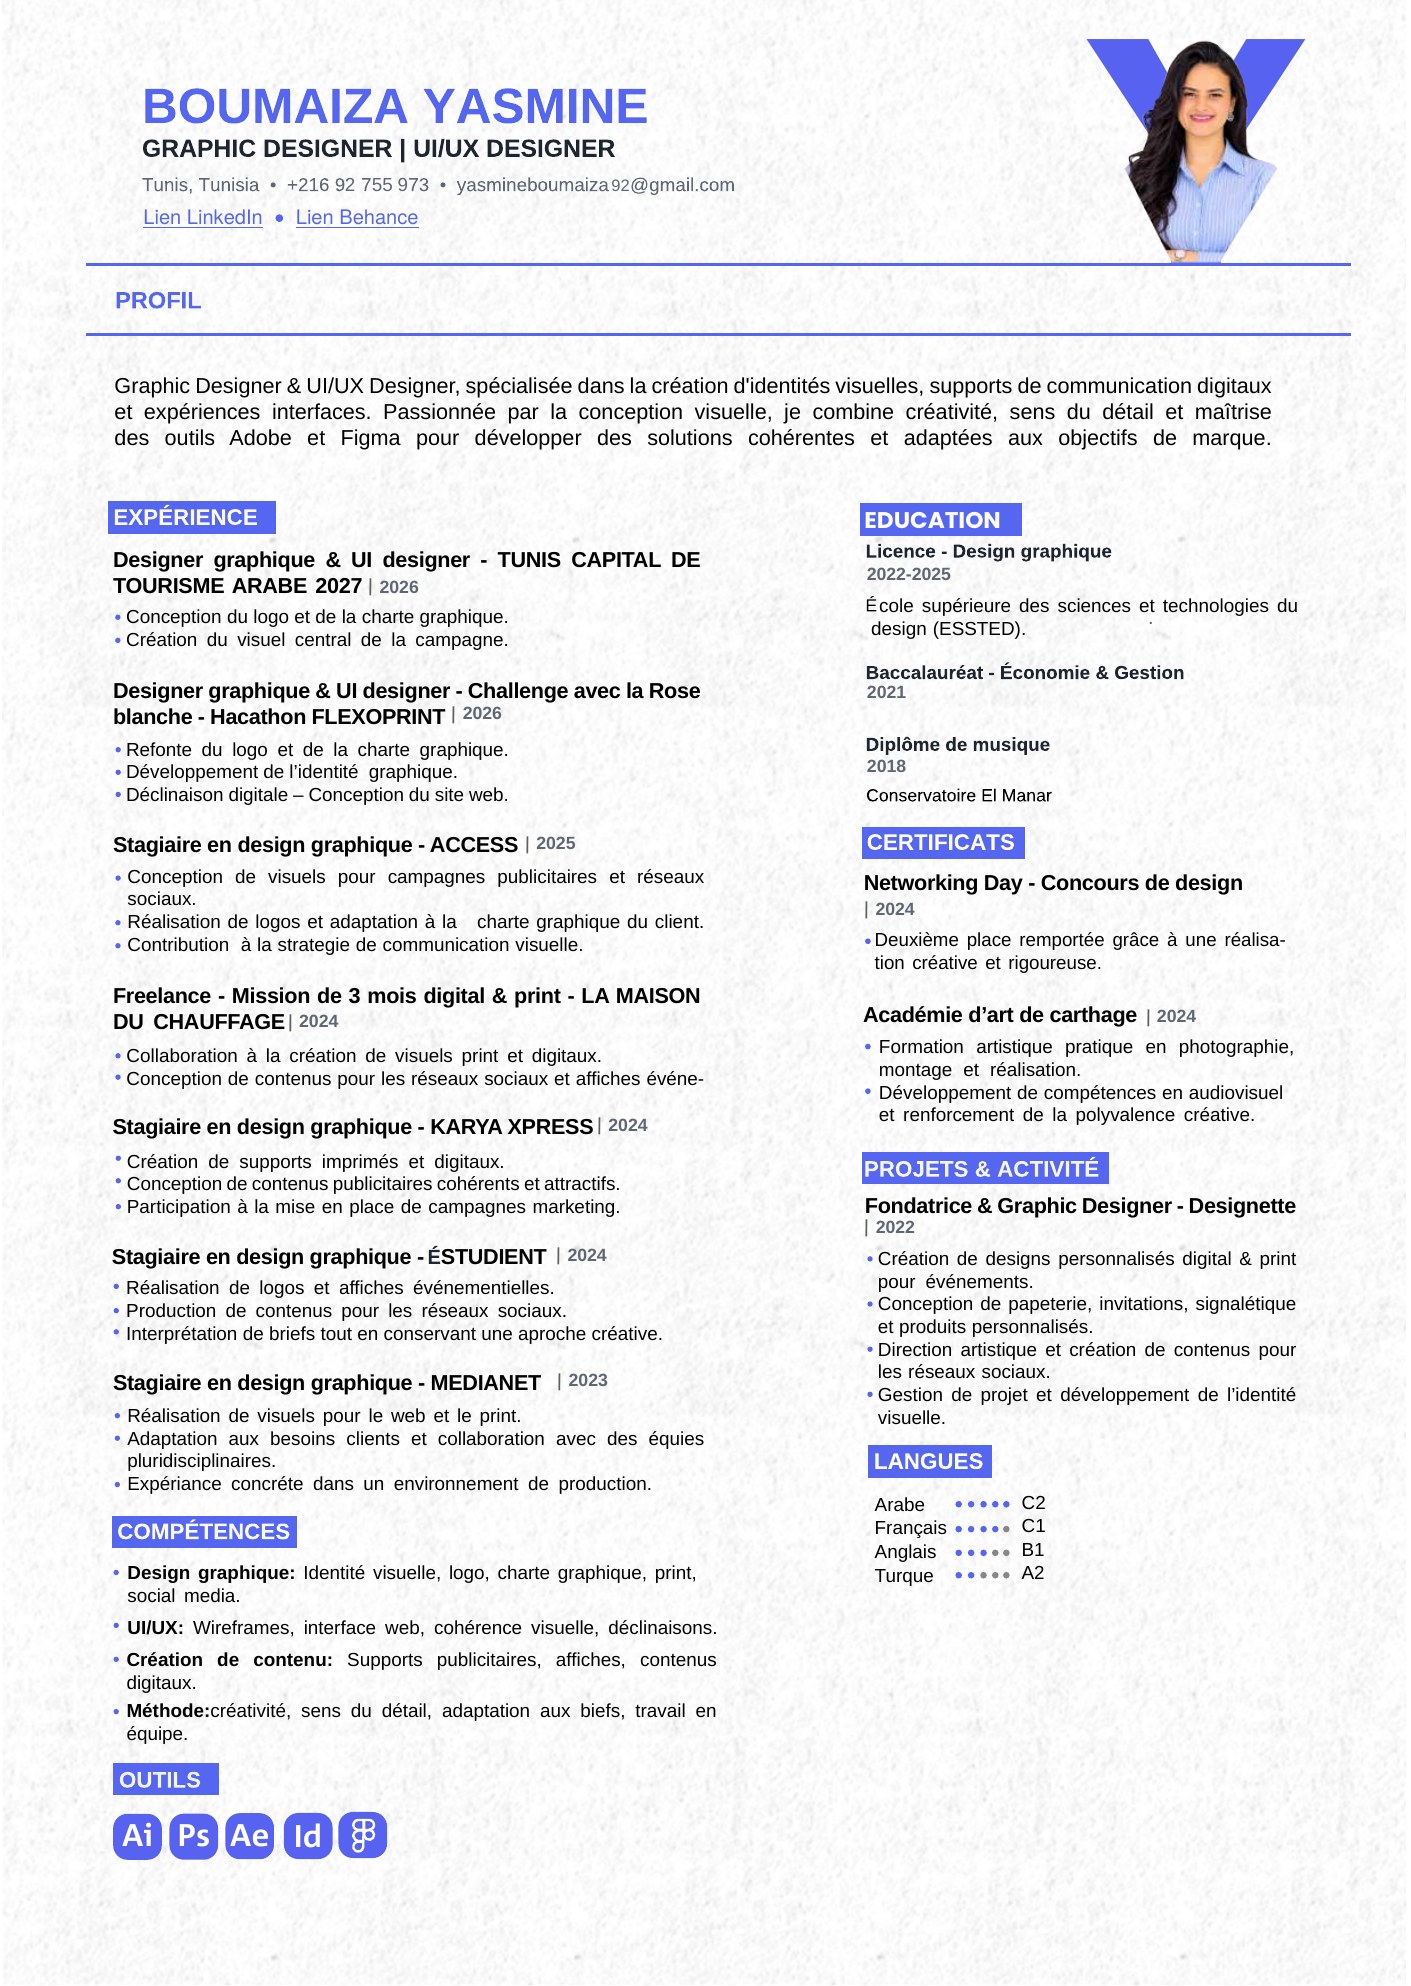 BOUMAIZA YASMINE
GRAPHIC DESIGNER | UI/UX DESIGNER
Tunis, Tunisia • +216 92 755 973 • yasmineboumaiza92@gmail.com
Lien LinkedIn • Lien Behance
PROFIL
Graphic Designer & UI/UX Designer, spécialisée dans la création d'identités visuelles, supports de communication digitaux
et expériences interfaces. Passionnée par la conception visuelle, je combine créativité, sens du détail et maîtrise
des outils Adobe et Figma pour développer des solutions cohérentes et adaptées aux objectifs de marque.
EXPÉRIENCE
Designer graphique & UI designer - TUNIS CAPITAL DE
TOURISME ARABE 2027 | 2026
• Conception du logo et de la charte graphique.
• Création du visuel central de la campagne.
Designer graphique & UI designer - Challenge avec la Rose
blanche - Hacathon FLEXOPRINT | 2026
• Refonte du logo et de la charte graphique.
• Développement de l’identité graphique.
• Déclinaison digitale – Conception du site web.
Stagiaire en design graphique - ACCESS | 2025
• Conception de visuels pour campagnes publicitaires et réseaux
sociaux.
• Réalisation de logos et adaptation à la charte graphique du client.
• Contribution à la strategie de communication visuelle.
Freelance - Mission de 3 mois digital & print - LA MAISON
DU CHAUFFAGE | 2024
• Collaboration à la création de visuels print et digitaux.
• Conception de contenus pour les réseaux sociaux et affiches événe-
Stagiaire en design graphique - KARYA XPRESS | 2024
• Création de supports imprimés et digitaux.
• Conception de contenus publicitaires cohérents et attractifs.
• Participation à la mise en place de campagnes marketing.
Stagiaire en design graphique - ÉSTUDIENT | 2024
• Réalisation de logos et affiches événementielles.
• Production de contenus pour les réseaux sociaux.
• Interprétation de briefs tout en conservant une aproche créative.
Stagiaire en design graphique - MEDIANET | 2023
• Réalisation de visuels pour le web et le print.
• Adaptation aux besoins clients et collaboration avec des équies
pluridisciplinaires.
• Expériance concréte dans un environnement de production.
COMPÉTENCES
• Design graphique: Identité visuelle, logo, charte graphique, print,
social media.
• UI/UX: Wireframes, interface web, cohérence visuelle, déclinaisons.
• Création de contenu: Supports publicitaires, affiches, contenus
digitaux.
• Méthode:créativité, sens du détail, adaptation aux biefs, travail en
équipe.
OUTILS
Ai Ps Ae Id
EDUCATION
Licence - Design graphique
2022-2025
École supérieure des sciences et technologies du
design (ESSTED).
Baccalauréat - Économie & Gestion
2021
Diplôme de musique
2018
Conservatoire El Manar
CERTIFICATS
Networking Day - Concours de design
| 2024
• Deuxième place remportée grâce à une réalisa-
tion créative et rigoureuse.
Académie d’art de carthage | 2024
• Formation artistique pratique en photographie,
montage et réalisation.
• Développement de compétences en audiovisuel
et renforcement de la polyvalence créative.
PROJETS & ACTIVITÉ
Fondatrice & Graphic Designer - Designette
| 2022
• Création de designs personnalisés digital & print
pour événements.
• Conception de papeterie, invitations, signalétique
et produits personnalisés.
• Direction artistique et création de contenus pour
les réseaux sociaux.
• Gestion de projet et développement de l’identité
visuelle.
LANGUES
Arabe C2
Français C1
Anglais B1
Turque A2